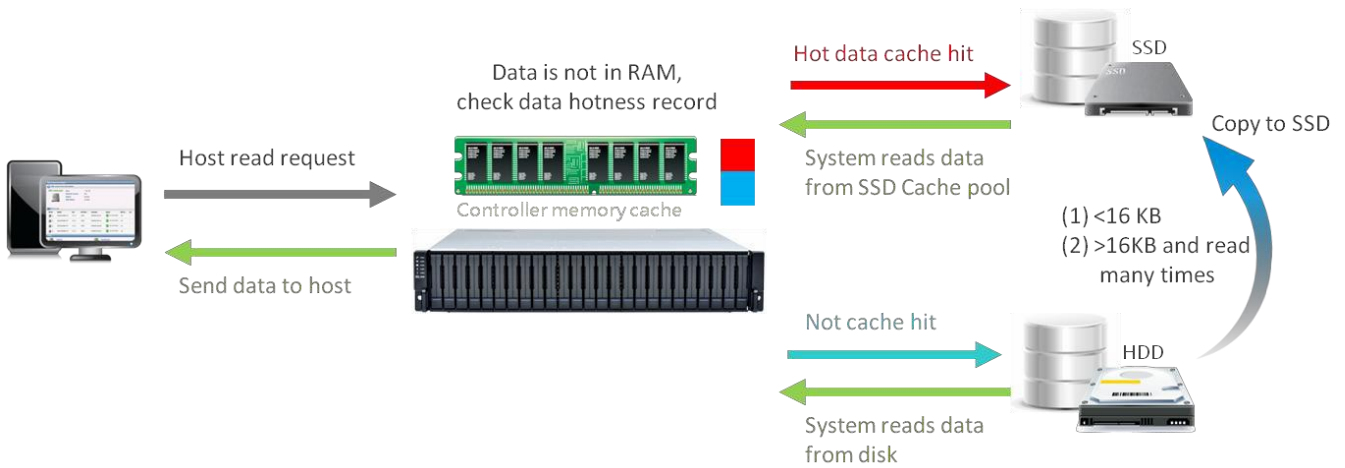 Data is not in RAM,
check data hotness record
Host read request
Controller memory cache
Send data to host
Hot data cache hit
System reads data
from SSD Cache pool
SSD
SSD
Copy to SSD
(1) <16 KB
(2) >16KB and read
many times
Not cache hit
HDD
System reads data
from disk